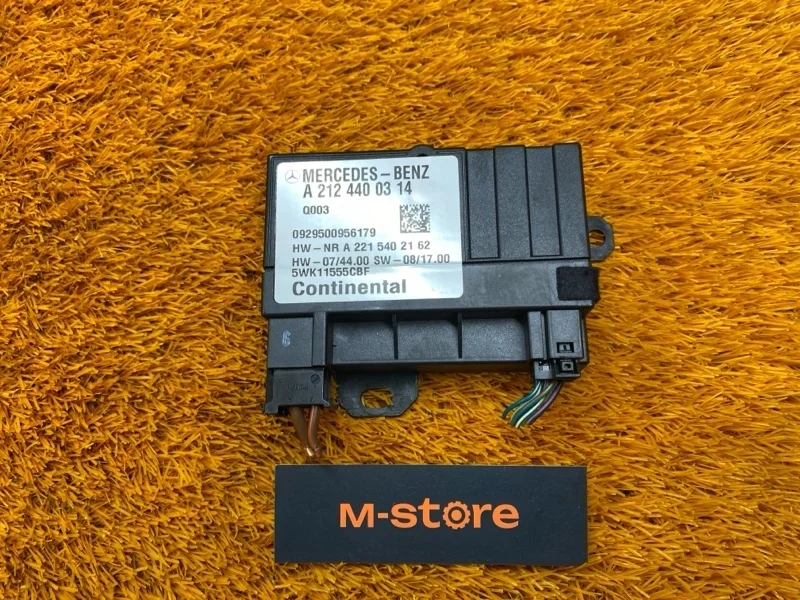 MERCEDES-BENZ
A 212 440 03 14
Q003
0929500956179
HW-NR A 221 540 21 62
HW-07/44.00 SW-08/17.00
5WK11555CBF
Continental
M-store